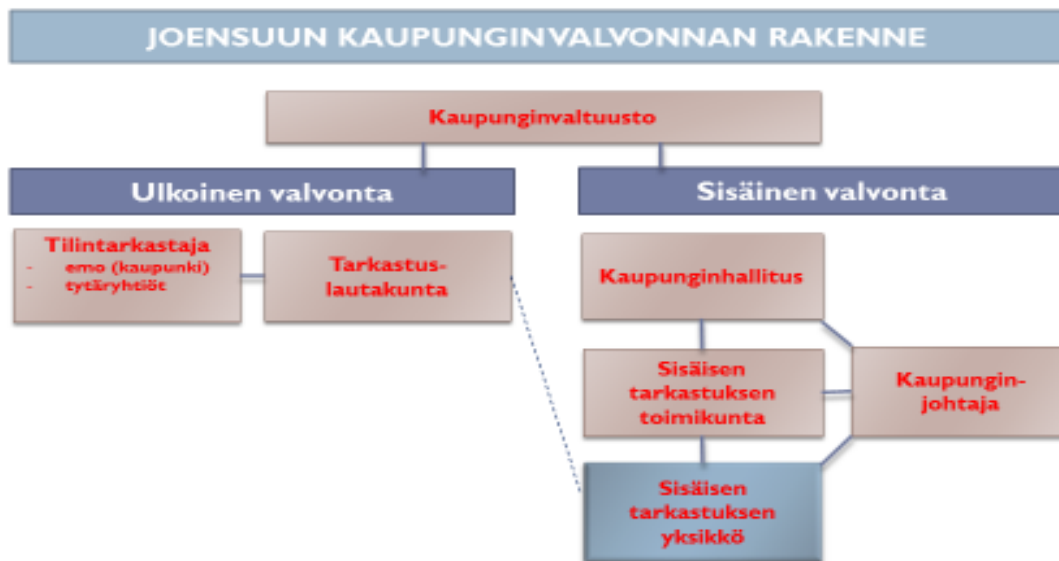 JOENSUUN KAUPUNGINVALVONNAN RAKENNE
Kaupunginvaltuusto
Ulkoinen valvonta
Sisäinen valvonta
Tilintarkastaja
- emo (kaupunki)
- tytäryhtiöt
Tarkastus-
lautakunta
Kaupunginhallitus
Sisäisen
tarkastuksen
toimikunta
Kaupungin-
johtaja
Sisäisen
tarkastuksen
yksikkö